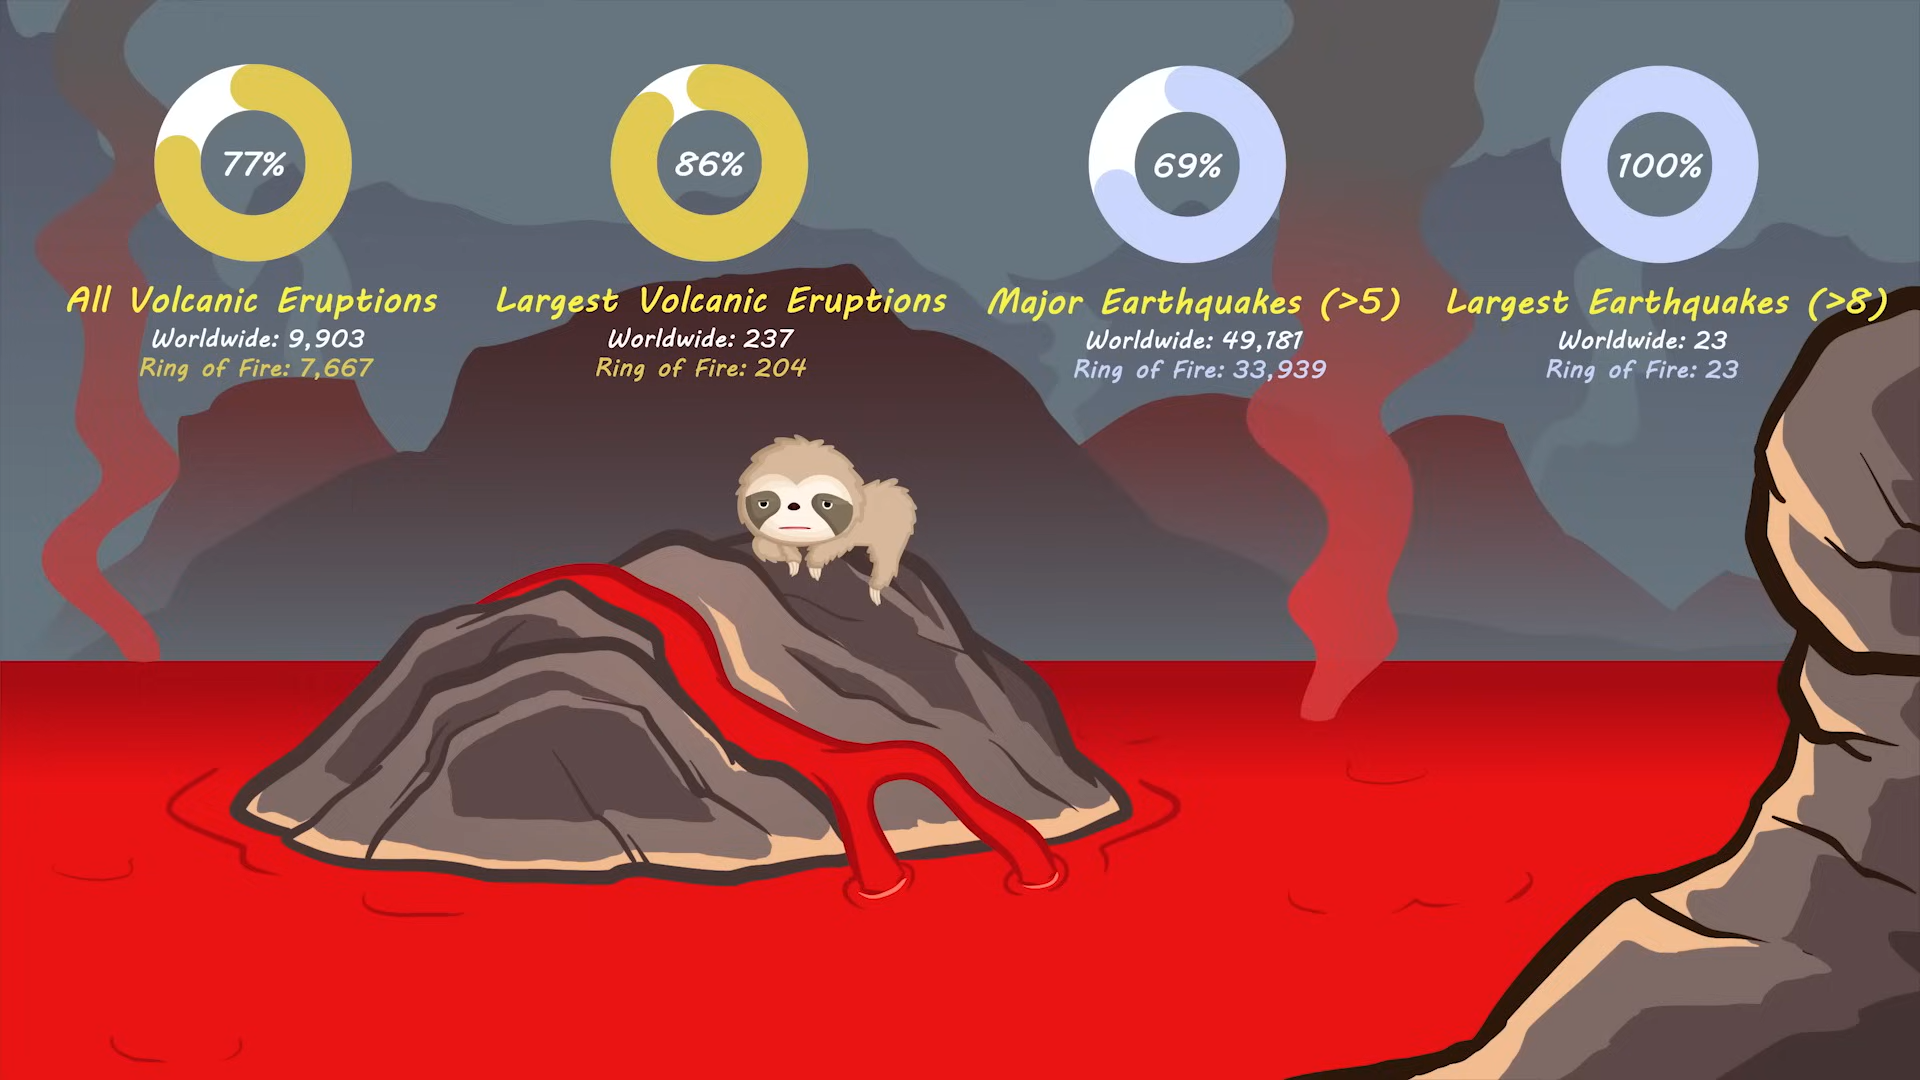 77%
86%
69%
100%
All Volcanic Eruptions
Worldwide: 9,903
Ring of Fire: 7,667
Largest Volcanic Eruptions
Worldwide: 237
Ring of Fire: 204
Major Earthquakes (>5)
Worldwide: 49,181
Ring of Fire: 33,939
Largest Earthquakes (>8)
Worldwide: 23
Ring of Fire: 23